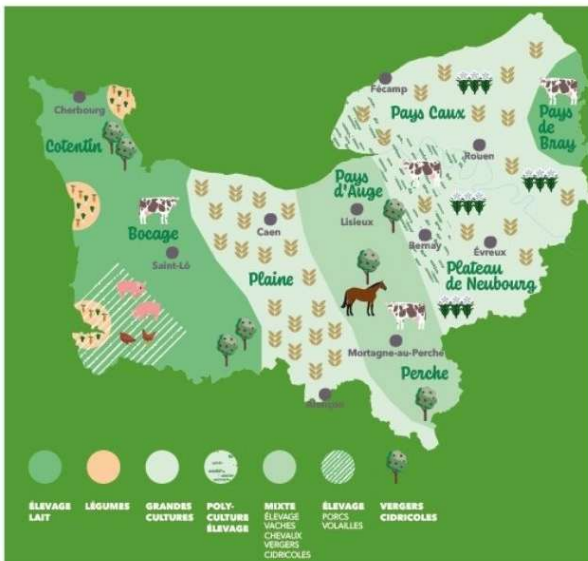 Cherbourg
Cotentin
Fécamp
Pays Caux
Pays
de
Bray
Rouen
Pays
d'Auge
Lisieux
Bocage
Saint-Lô
Caen
Plaine
Bernay
Évreux
Plateau
de Neubourg
Mortagne-au-Perche
Perche
Alençon
ÉLEVAGE
LAIT
LÉGUMES
GRANDES
CULTURES
POLY-
CULTURE
ÉLEVAGE
MIXTE
ÉLEVAGE
VACHES
CHEVAUX
VERGERS
CIDRICOLES
ÉLEVAGE
PORCS
VOLAILLES
VERGERS
CIDRICOLES